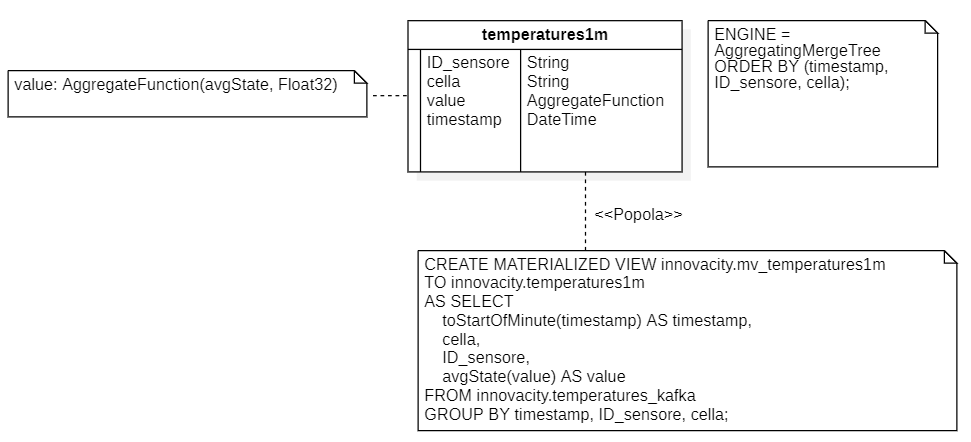 temperatures1m
ID_sensore String
cella String
value AggregateFunction
timestamp DateTime
ENGINE =
AggregatingMergeTree
ORDER BY (timestamp,
ID_sensore, cella);
value: AggregateFunction(avgState, Float32)
<<Popola>>
CREATE MATERIALIZED VIEW innovacity.mv_temperatures1m
TO innovacity.temperatures1m
AS SELECT
toStartOfMinute(timestamp) AS timestamp,
cella,
ID_sensore,
avgState(value) AS value
FROM innovacity.temperatures_kafka
GROUP BY timestamp, ID_sensore, cella;